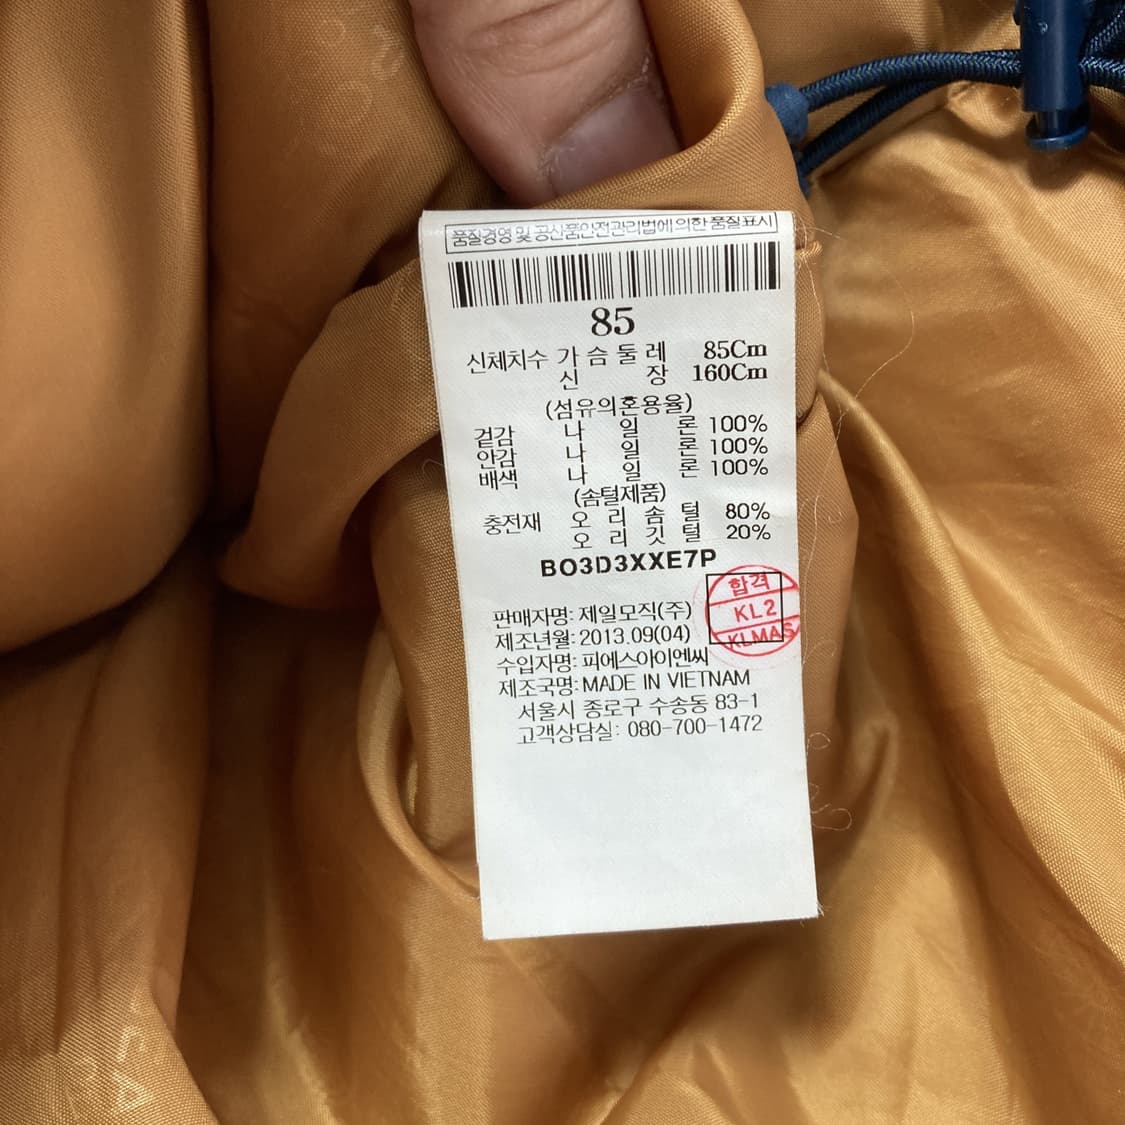 품질경영 및 공산품안전관리법에 의한 품질표시
85
신체치수 가슴둘레 85Cm
신장 160Cm
(섬유의혼용율)
겉감 나일론 100%
안감 나일론 100%
배색 나일론 100%
(솜털제품)
충전재 오리솜털 80%
오리깃털 20%
BO3D3XXE7P
합격
KL2
KLMAS
판매자명: 제일모직(주)
제조년월: 2013.09(04)
수입자명: 피에스아이엔씨
제조국명: MADE IN VIETNAM
서울시 종로구 수송동 83-1
고객상담실: 080-700-1472